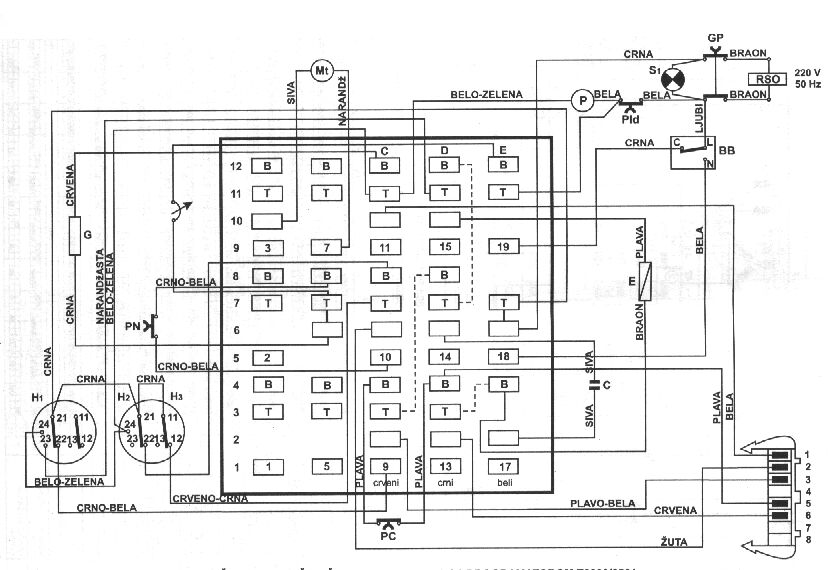 GP
CRNA
BRAON
S1
RSO
220 V
50 Hz
BRAON
Mt
SIVA
NARANDŽ
BELO-ZELENA
P
BELA
Pld
BELA
LJUBI
CRNA
C
L
N
BB
C
D
E
12
B
B
B
B
B
11
T
T
T
T
T
10
9
3
7
11
15
19
8
B
B
B
B
7
T
T
T
T
6
5
2
10
14
18
4
B
B
B
B
B
3
T
T
T
T
T
2
1
1
5
9
13
17
crveni
crni
beli
CRVENA
G
CRNA
NARANDŽASTA
BELO-ZELENA
CRNO-BELA
PN
CRNO-BELA
CRNA
PLAVA
E
BRAON
BELA
SIVA
C
SIVA
PLAVA
BELA
H1
CRNA
H2
CRNA
H3
24
21
11
23
22
13
12
24
21
11
23
22
13
12
BELO-ZELENA
CRVENO-CRNA
CRNO-BELA
PLAVA
PLAVA
PC
PLAVO-BELA
CRVENA
ŽUTA
1
2
3
4
5
6
7
8